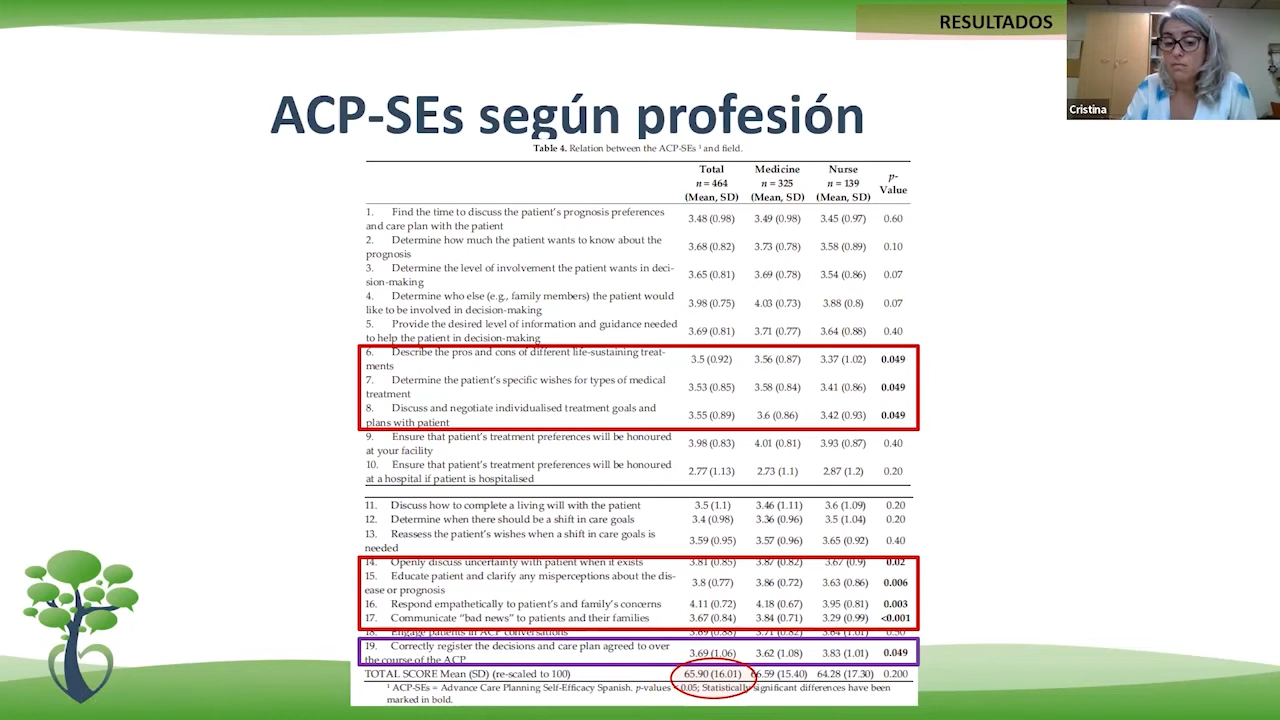 RESULTADOS
Cristina
ACP-SEs según profesión
Table 4. Relation between the ACP-SEs ¹ and field.
Total
n = 464
(Mean, SD)
Medicine
n = 325
(Mean, SD)
Nurse
n = 139
(Mean, SD)
p-
Value
1. Find the time to discuss the patient's prognosis preferences
and care plan with the patient
3.48 (0.98) 3.49 (0.98) 3.45 (0.97) 0.60
2. Determine how much the patient wants to know about the
prognosis
3.68 (0.82) 3.73 (0.78) 3.58 (0.89) 0.10
3. Determine the level of involvement the patient wants in deci-
sion-making
3.65 (0.81) 3.69 (0.78) 3.54 (0.86) 0.07
4. Determine who else (e.g., family members) the patient would
like to be involved in decision-making
3.98 (0.75) 4.03 (0.73) 3.88 (0.8) 0.07
5. Provide the desired level of information and guidance needed
to help the patient in decision-making
3.69 (0.81) 3.71 (0.77) 3.64 (0.88) 0.40
6. Describe the pros and cons of different life-sustaining treat-
ments
3.5 (0.92) 3.56 (0.87) 3.37 (1.02) 0.049
7. Determine the patient's specific wishes for types of medical
treatment
3.53 (0.85) 3.58 (0.84) 3.41 (0.86) 0.049
8. Discuss and negotiate individualised treatment goals and
plans with patient
3.55 (0.89) 3.6 (0.86) 3.42 (0.93) 0.049
9. Ensure that patient's treatment preferences will be honoured
at your facility
3.98 (0.83) 4.01 (0.81) 3.93 (0.87) 0.40
10. Ensure that patient's treatment preferences will be honoured
at a hospital if patient is hospitalised
2.77 (1.13) 2.73 (1.1) 2.87 (1.2) 0.20
11. Discuss how to complete a living will with the patient 3.5 (1.1) 3.46 (1.11) 3.6 (1.09) 0.20
12. Determine when there should be a shift in care goals 3.4 (0.98) 3.36 (0.96) 3.5 (1.04) 0.20
13. Reassess the patient's wishes when a shift in care goals is
needed
3.59 (0.95) 3.57 (0.96) 3.65 (0.92) 0.40
14. Openly discuss uncertainty with patient when it exists 3.81 (0.85) 3.87 (0.82) 3.67 (0.9) 0.02
15. Educate patient and clarify any misperceptions about the dis-
ease or prognosis
3.8 (0.77) 3.86 (0.72) 3.63 (0.86) 0.006
16. Respond empathetically to patient's and family's concerns 4.11 (0.72) 4.18 (0.67) 3.95 (0.81) 0.003
17. Communicate "bad news" to patients and their families 3.67 (0.84) 3.84 (0.71) 3.29 (0.99) <0.001
18. Engage patients in ACP conversations 3.69 (0.88) 3.71 (0.82) 3.64 (1.01) 0.50
19. Correctly register the decisions and care plan agreed to over
the course of the ACP
3.69 (1.06) 3.62 (1.08) 3.83 (1.01) 0.049
TOTAL SCORE Mean (SD) (re-scaled to 100) 65.90 (16.01) 66.59 (15.40) 64.28 (17.30) 0.200
¹ ACP-SEs = Advance Care Planning Self-Efficacy Spanish. p-values < 0.05; Statistically significant differences have been
marked in bold.